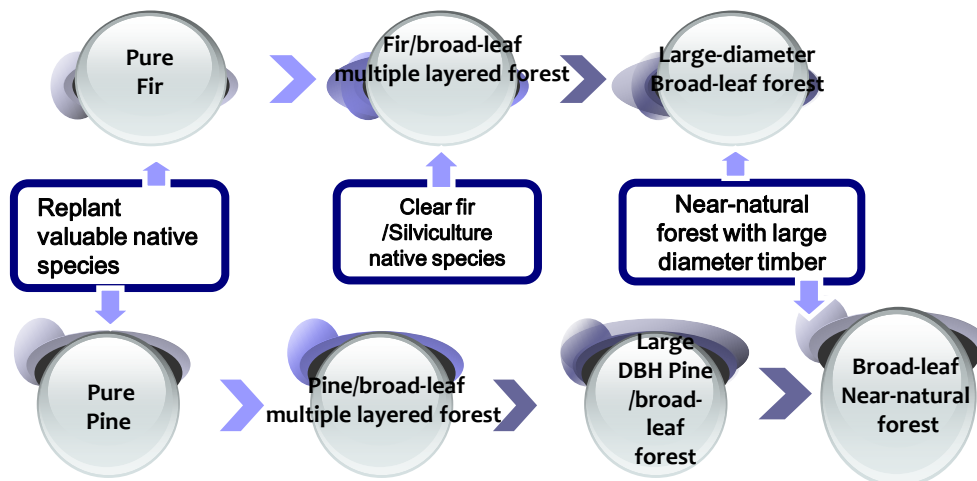 Pure
Fir
Fir/broad-leaf
multiple layered forest
Large-diameter
Broad-leaf forest
Replant
valuable native
species
Clear fir
/Silviculture
native species
Near-natural
forest with large
diameter timber
Pure
Pine
Pine/broad-leaf
multiple layered forest
Large
DBH Pine
/broad-
leaf
forest
Broad-leaf
Near-natural
forest